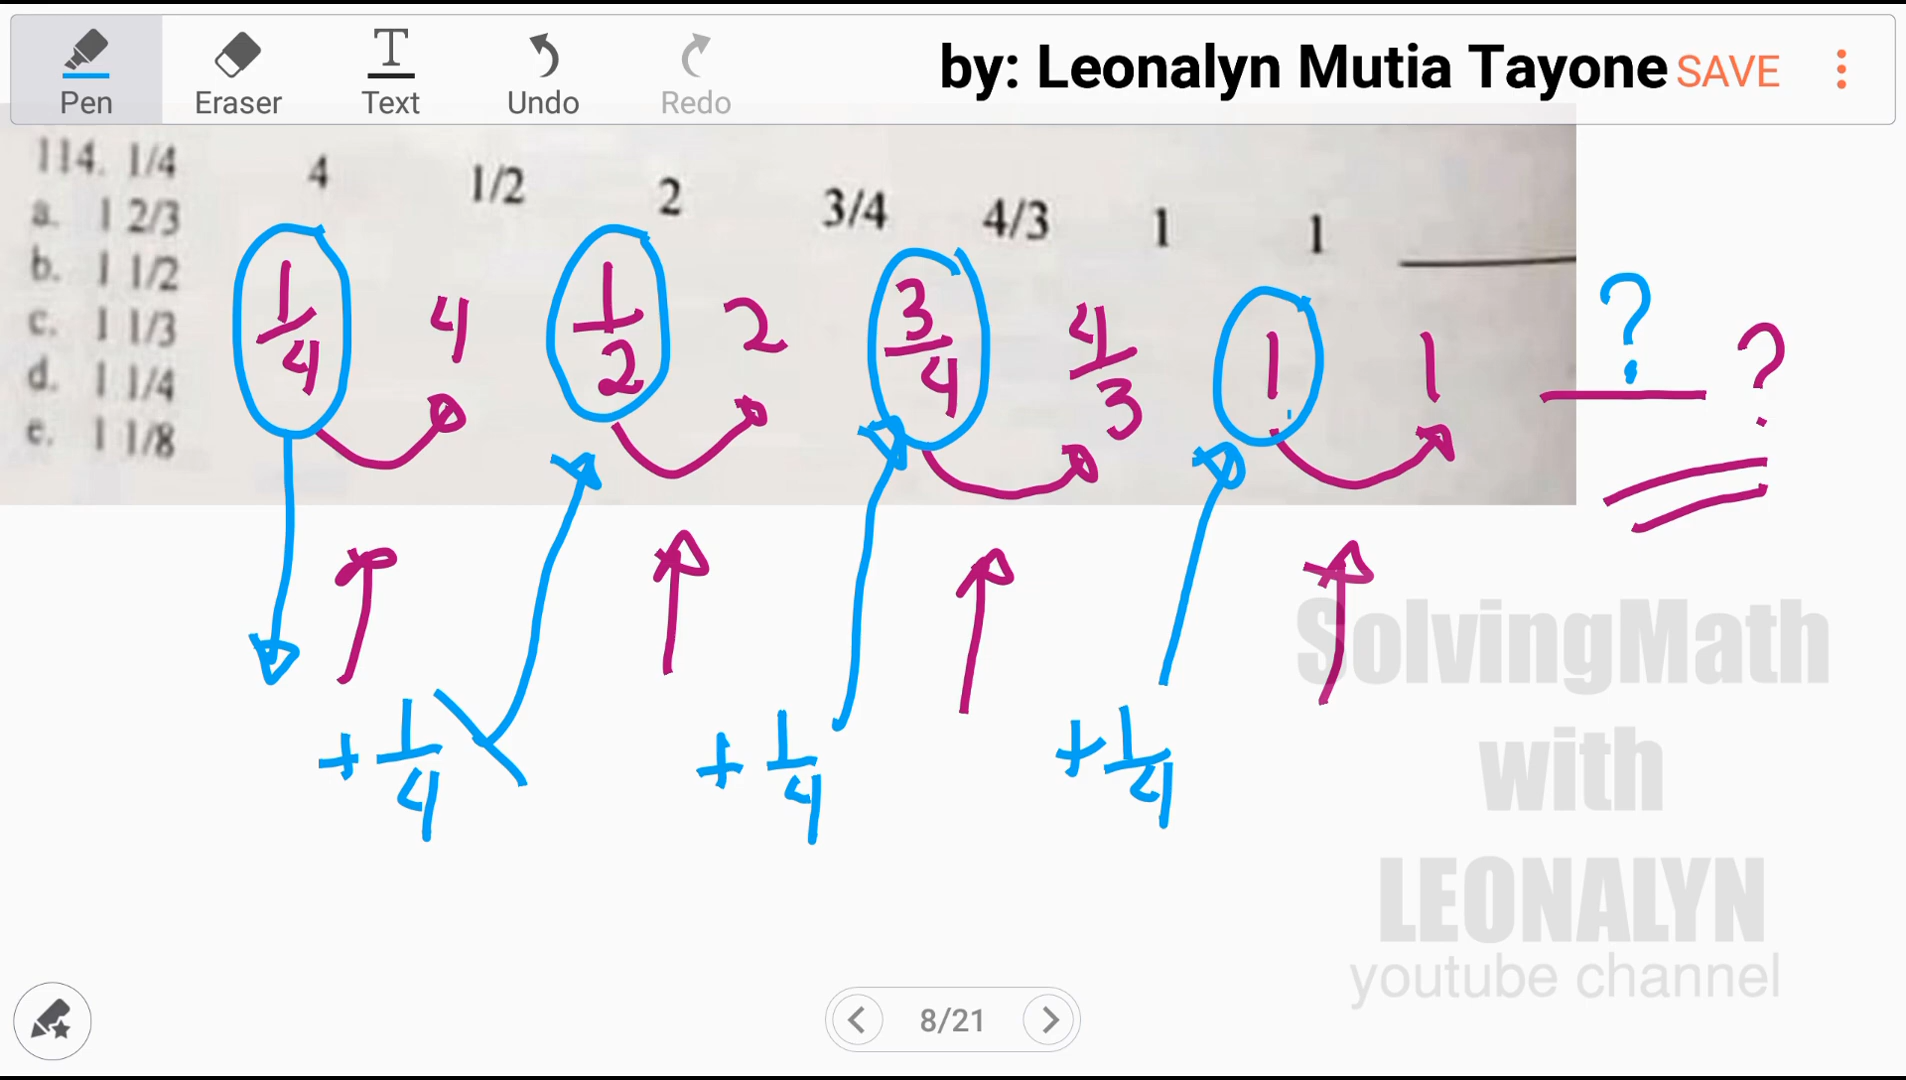 Pen Eraser Text Undo Redo by: Leonalyn Mutia Tayone SAVE
114. 1/4 4 1/2 2 3/4 4/3 1 1
a. 1 2/3
b. 1 1/2
c. 1 1/3
d. 1 1/4
e. 1 1/8
1/4 4 1/2 2 3/4 4/3 1 1 ? ?
+1/4 +1/4 +1/4
SolvingMath
with
LEONALYN
youtube channel
8/21